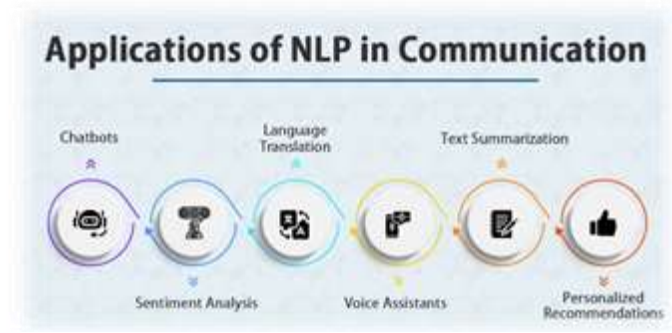 Applications of NLP in Communication
Chatbots
Language
Translation
Text Summarization
Sentiment Analysis
Voice Assistants
Personalized
Recommendations